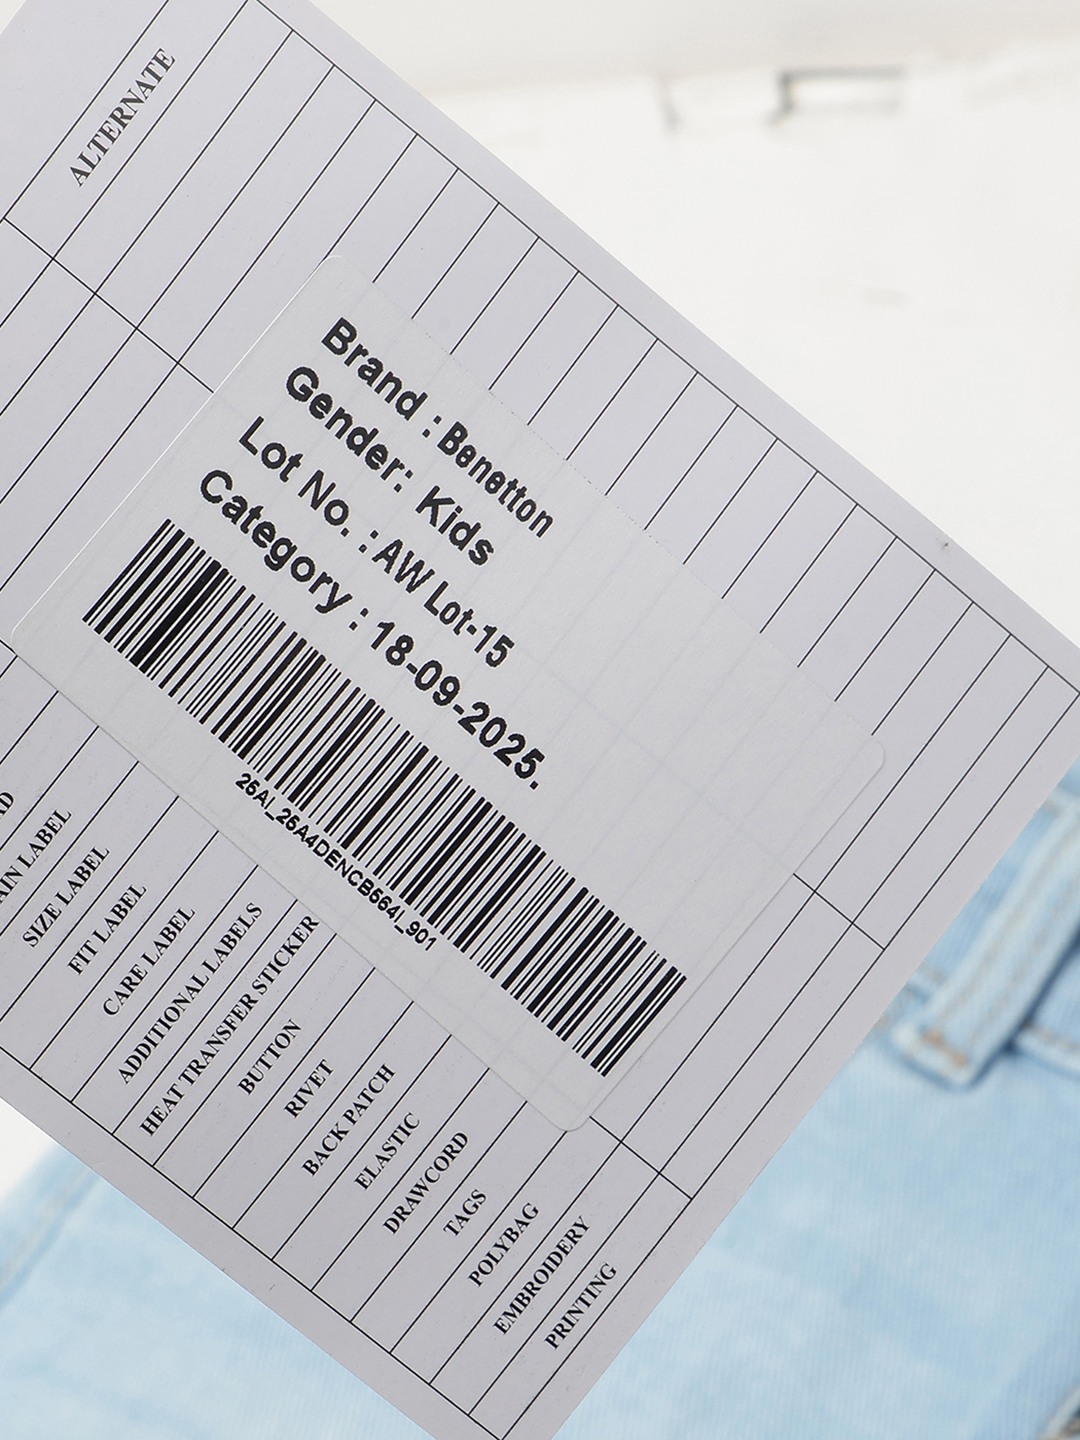 ALTERNATE
Brand : Benetton
Gender: Kids
Lot No. : AW Lot-15
Category : 18-09-2025.
25AI_25A4DENCB564I_901
SIZE LABEL
FIT LABEL
CARE LABEL
ADDITIONAL LABELS
HEAT TRANSFER STICKER
BUTTON
RIVET
BACK PATCH
ELASTIC
DRAWCORD
TAGS
POLYBAG
EMBROIDERY
PRINTING